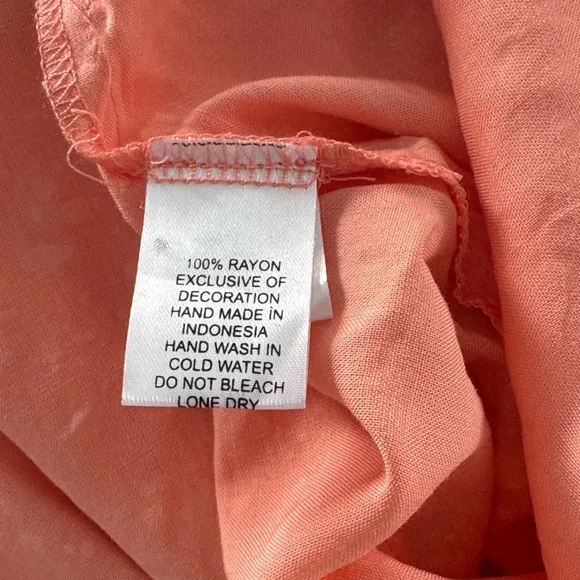 100% RAYON
EXCLUSIVE OF
DECORATION
HAND MADE iN
INDONESIA
HAND WASH IN
COLD WATER
DO NOT BLEACH
LONE DRY